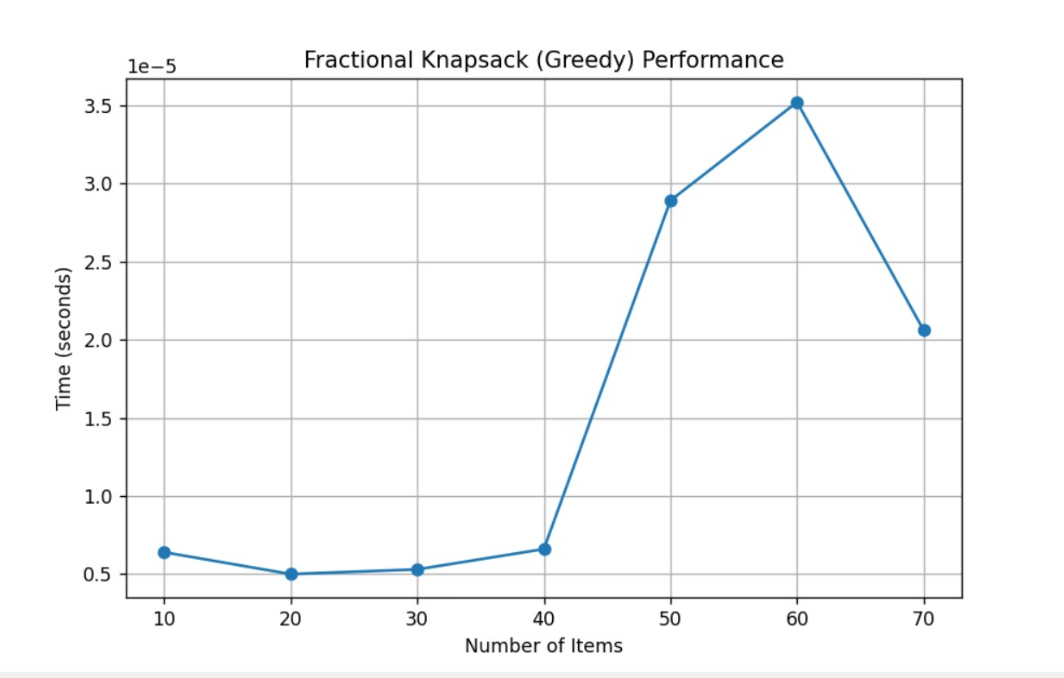 Fractional Knapsack (Greedy) Performance
1e−5
3.5
3.0
2.5
2.0
1.5
1.0
0.5
Time (seconds)
10 20 30 40 50 60 70
Number of Items